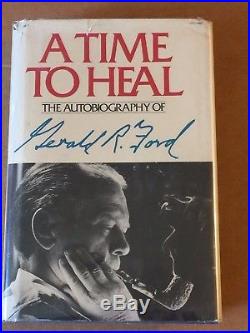 A TIME
TO HEAL
THE AUTOBIOGRAPHY OF
Gerald R. Ford